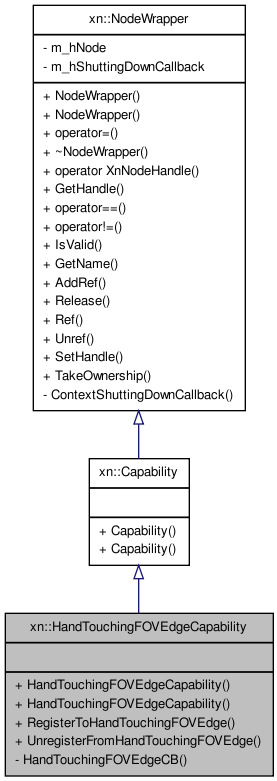 xn::NodeWrapper
- m_hNode
- m_hShuttingDownCallback
+ NodeWrapper()
+ NodeWrapper()
+ operator=()
+ ~NodeWrapper()
+ operator XnNodeHandle()
+ GetHandle()
+ operator==()
+ operator!=()
+ IsValid()
+ GetName()
+ AddRef()
+ Release()
+ Ref()
+ Unref()
+ SetHandle()
+ TakeOwnership()
- ContextShuttingDownCallback()
xn::Capability
+ Capability()
+ Capability()
xn::HandTouchingFOVEdgeCapability
+ HandTouchingFOVEdgeCapability()
+ HandTouchingFOVEdgeCapability()
+ RegisterToHandTouchingFOVEdge()
+ UnregisterFromHandTouchingFOVEdge()
- HandTouchingFOVEdgeCB()